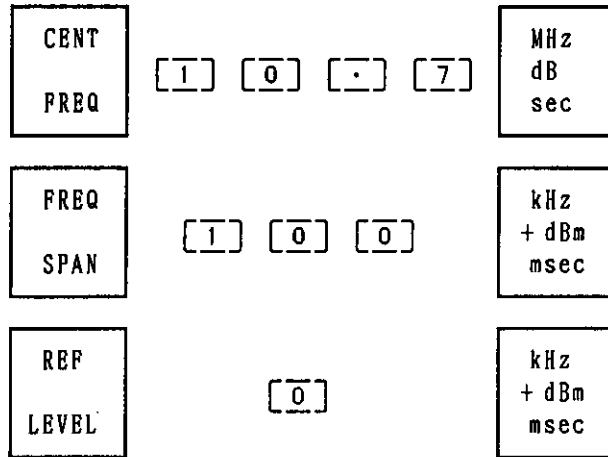 CENT
FREQ
1 0 · 7
MHz
dB
sec
FREQ
SPAN
1 0 0
kHz
+ dBm
msec
REF
LEVEL
0
kHz
+ dBm
msec